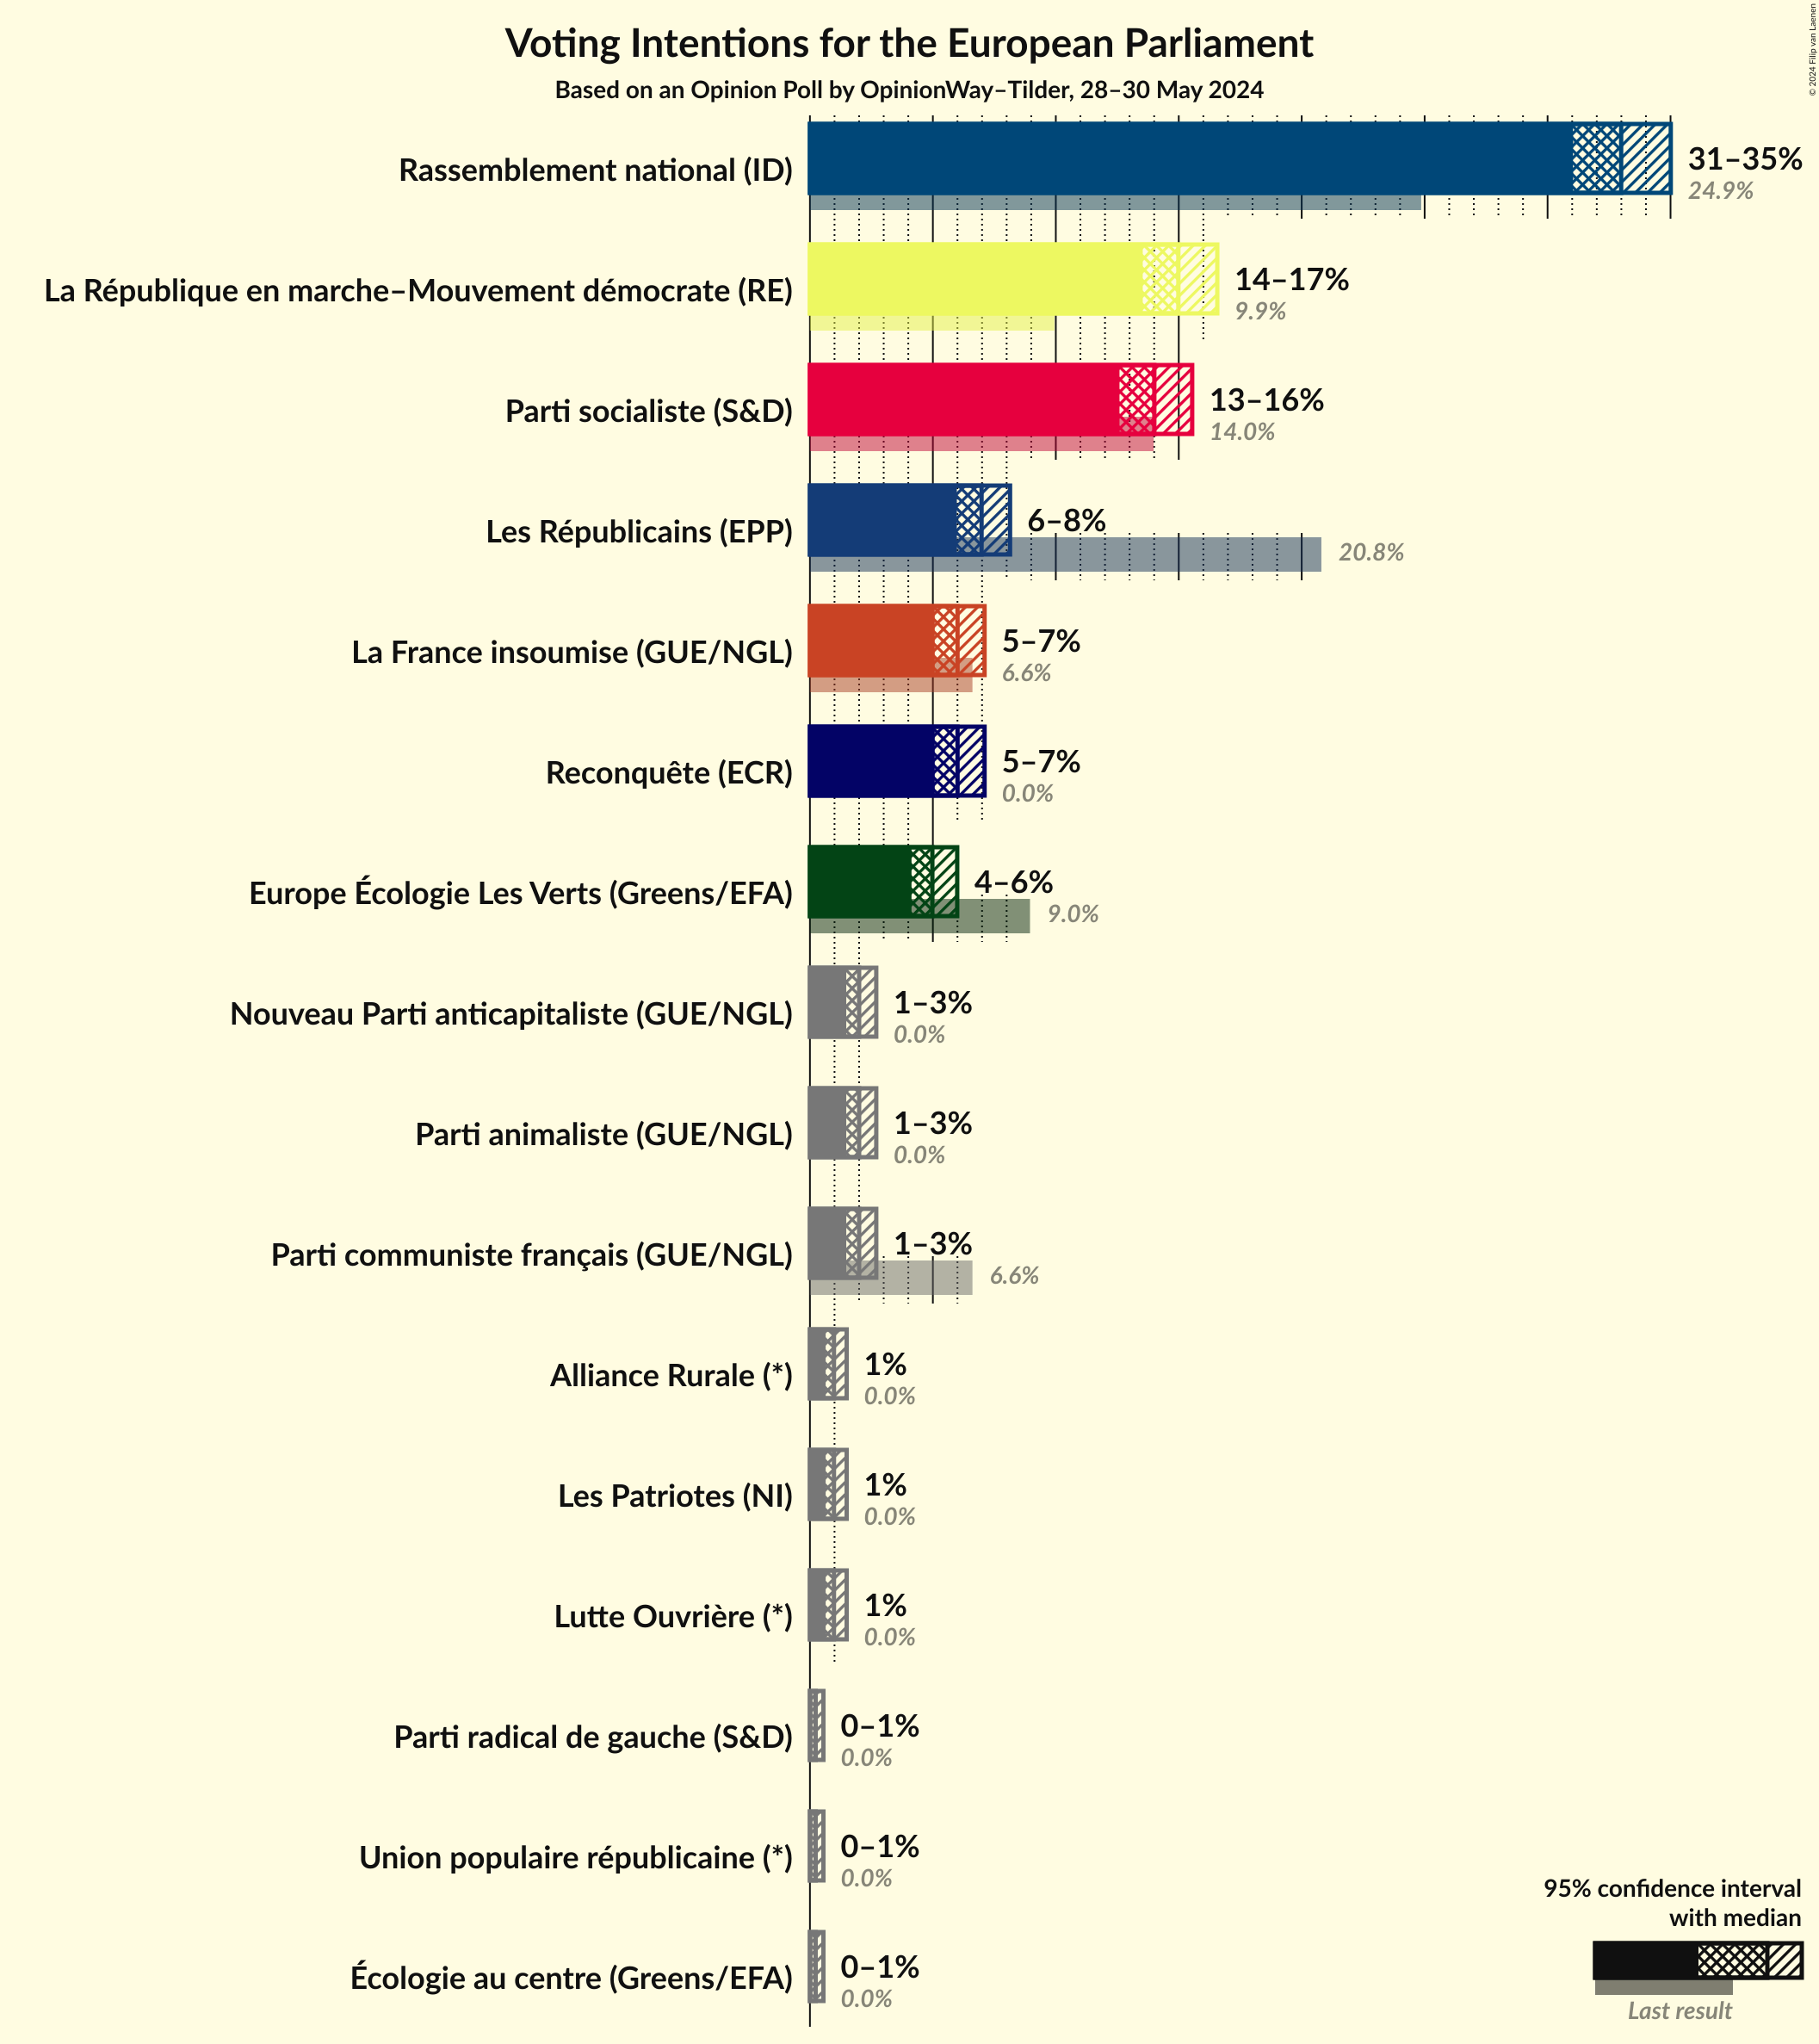 Voting Intentions for the European Parliament
Based on an Opinion Poll by OpinionWay–Tilder, 28–30 May 2024
© 2024 Filip van Laenen
Rassemblement national (ID)
31–35%
24.9%
La République en marche–Mouvement démocrate (RE)
14–17%
9.9%
Parti socialiste (S&D)
13–16%
14.0%
Les Républicains (EPP)
6–8%
20.8%
La France insoumise (GUE/NGL)
5–7%
6.6%
Reconquête (ECR)
5–7%
0.0%
Europe Écologie Les Verts (Greens/EFA)
4–6%
9.0%
Nouveau Parti anticapitaliste (GUE/NGL)
1–3%
0.0%
Parti animaliste (GUE/NGL)
1–3%
0.0%
Parti communiste français (GUE/NGL)
1–3%
6.6%
Alliance Rurale (*)
1%
0.0%
Les Patriotes (NI)
1%
0.0%
Lutte Ouvrière (*)
1%
0.0%
Parti radical de gauche (S&D)
0–1%
0.0%
Union populaire républicaine (*)
0–1%
0.0%
Écologie au centre (Greens/EFA)
0–1%
0.0%
95% confidence interval
with median
Last result